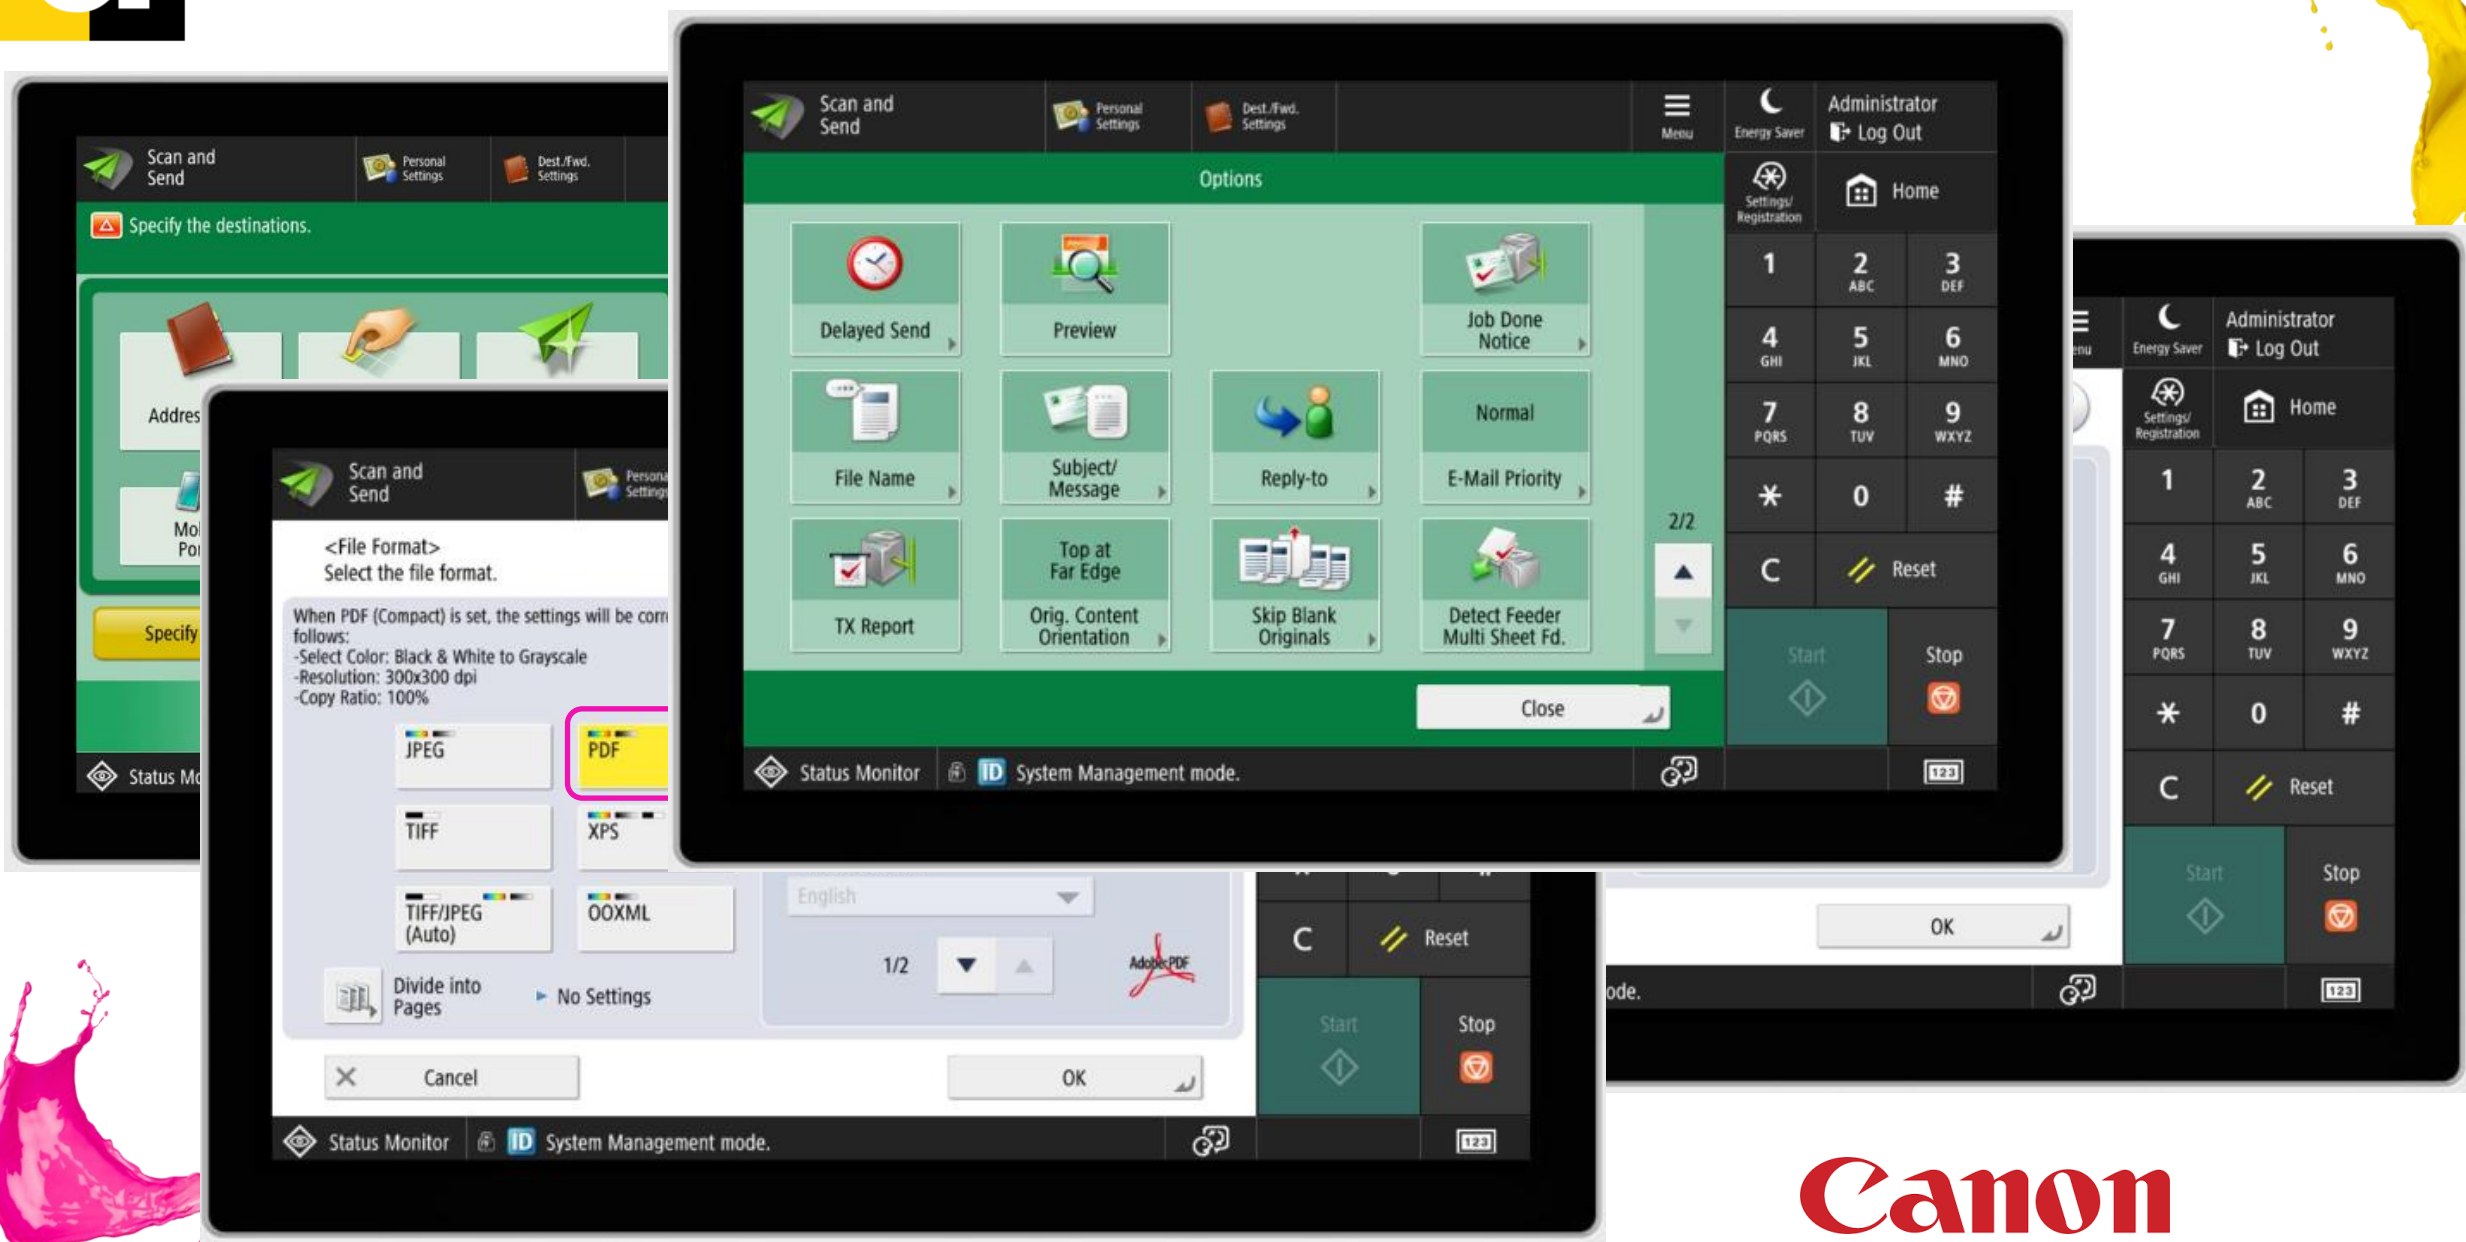 Scan and
Send
Personal
Settings
Dest./Fwd.
Settings
Specify the destinations.
Specify
Scan and
Send
Settings
<File Format>
Select the file format.
When PDF (Compact) is set, the settings will be
follows:
-Select Color: Black & White to Grayscale
-Resolution: 300x300 dpi
-Copy Ratio: 100%
JPEG
PDF
TIFF
XPS
TIFF/JPEG
(Auto)
OOXML
English
1/2
Adobe PDF
Divide into
Pages
No Settings
Cancel
OK
C
Reset
Start
Stop
123
Status Monitor
ID
System Management mode.
Scan and
Send
Personal
Settings
Dest./Fwd.
Settings
Menu
Energy Saver
Administrator
Log Out
Options
Settings/
Registration
Home
Delayed Send
Preview
Job Done
Notice
File Name
Subject/
Message
Reply-to
Normal
E-Mail Priority
TX Report
Top at
Far Edge
Orig. Content
Orientation
Skip Blank
Originals
Detect Feeder
Multi Sheet Fd.
2/2
Close
1
2
ABC
3
DEF
4
GHI
5
JKL
6
MNO
7
PQRS
8
TUV
9
WXYZ
*
0
#
C
Reset
Start
Stop
123
Status Monitor
ID
System Management mode.
Energy Saver
Administrator
Log Out
Settings/
Registration
Home
1
2
ABC
3
DEF
4
GHI
5
JKL
6
MNO
7
PQRS
8
TUV
9
WXYZ
*
0
#
C
Reset
Start
Stop
OK
123
Canon